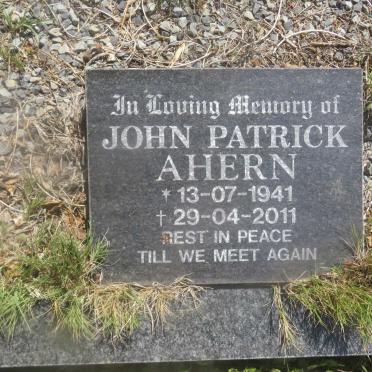 In Loving Memory of
JOHN PATRICK
AHERN
* 13-07-1941
† 29-04-2011
REST IN PEACE
TILL WE MEET AGAIN